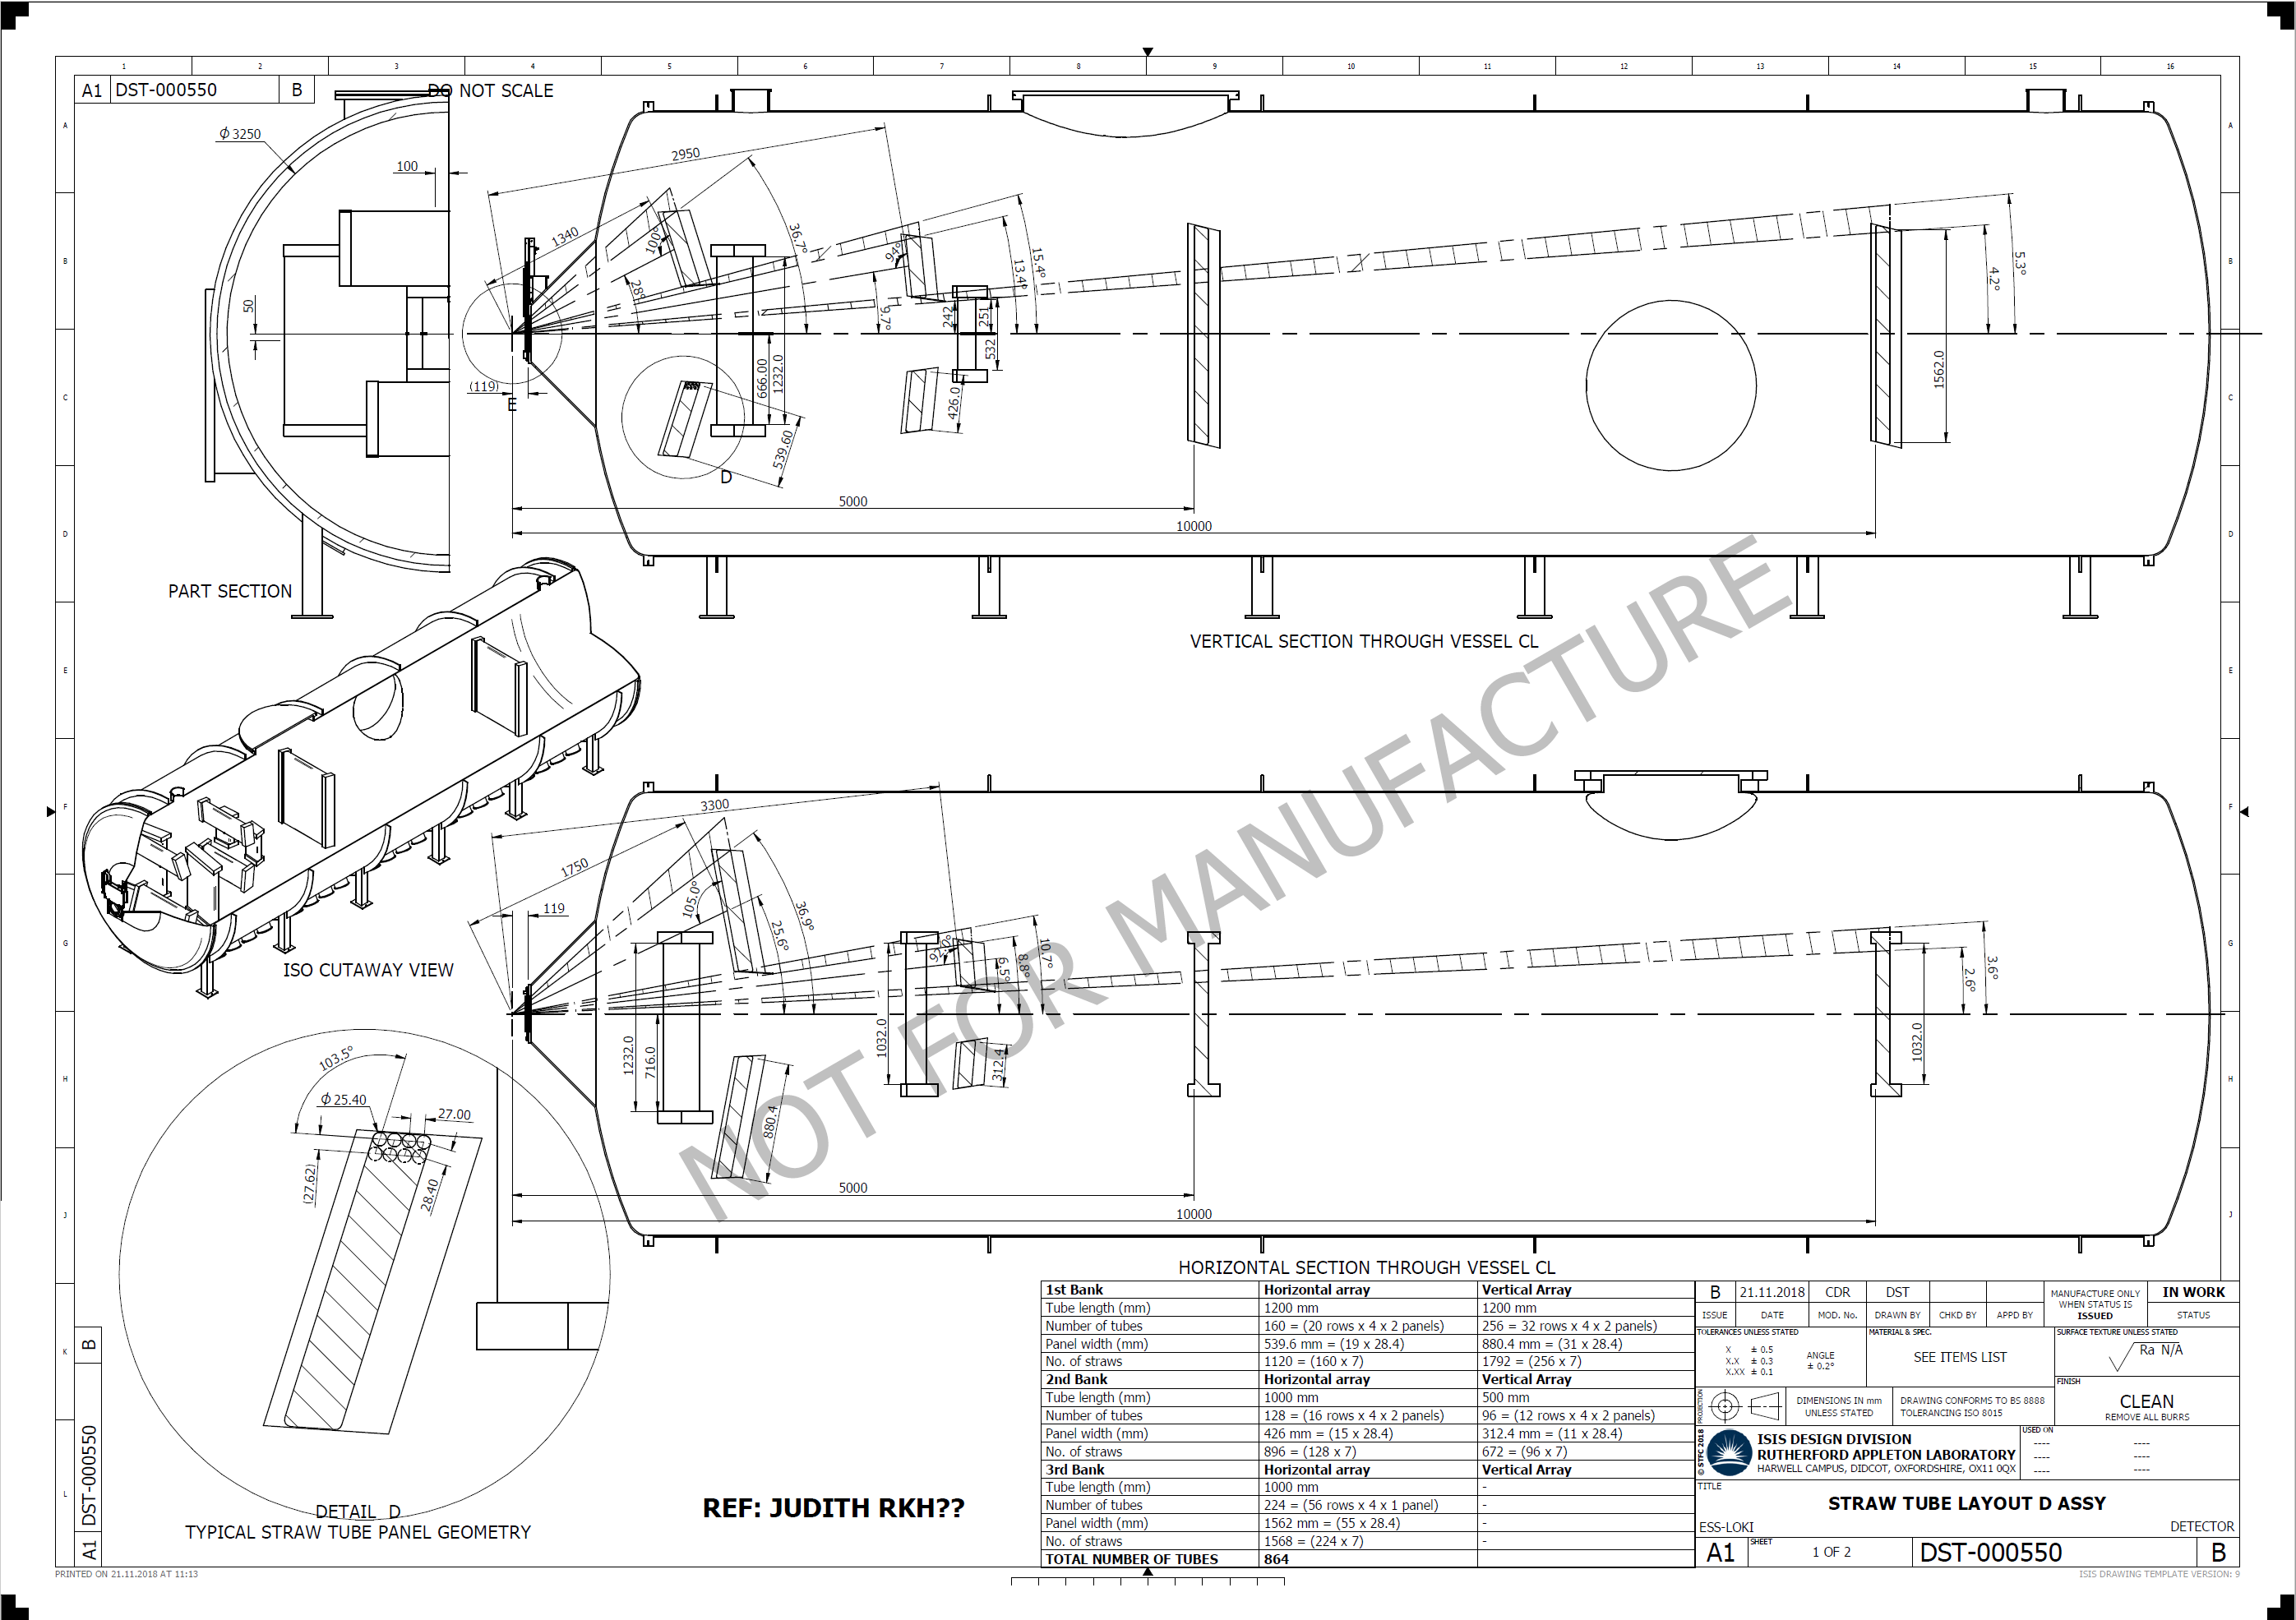 1 2 3 4 5 6 7 8 9 10 11 12 13 14 15 16
A1 DST-000550 B
DO NOT SCALE
ϕ3250
100
50
PART SECTION
2950
1340
100°
28°
36.7°
94°
9.7°
13.4°
15.4°
4.2°
5.3°
(119)
E
D
666.00
1232.0
539.60
242
251
532
426.0
1562.0
5000
10000
VERTICAL SECTION THROUGH VESSEL CL
ISO CUTAWAY VIEW
3300
1750
119
105.0°
25.6°
36.9°
92.0°
6.5°
8.8°
10.7°
2.6°
3.6°
1232.0
716.0
880.4
1032.0
312.4
1032.0
5000
10000
HORIZONTAL SECTION THROUGH VESSEL CL
NOT FOR MANUFACTURE
103.5°
ϕ25.40
27.00
(27.62)
28.40
DETAIL D
TYPICAL STRAW TUBE PANEL GEOMETRY
REF: JUDITH RKH??
1st Bank Horizontal array Vertical Array
Tube length (mm) 1200 mm 1200 mm
Number of tubes 160 = (20 rows x 4 x 2 panels) 256 = 32 rows x 4 x 2 panels)
Panel width (mm) 539.6 mm = (19 x 28.4) 880.4 mm = (31 x 28.4)
No. of straws 1120 = (160 x 7) 1792 = (256 x 7)
2nd Bank Horizontal array Vertical Array
Tube length (mm) 1000 mm 500 mm
Number of tubes 128 = (16 rows x 4 x 2 panels) 96 = (12 rows x 4 x 2 panels)
Panel width (mm) 426 mm = (15 x 28.4) 312.4 mm = (11 x 28.4)
No. of straws 896 = (128 x 7) 672 = (96 x 7)
3rd Bank Horizontal array Vertical Array
Tube length (mm) 1000 mm -
Number of tubes 224 = (56 rows x 4 x 1 panel) -
Panel width (mm) 1562 mm = (55 x 28.4) -
No. of straws 1568 = (224 x 7) -
TOTAL NUMBER OF TUBES 864
B 21.11.2018 CDR DST
ISSUE DATE MOD. No. DRAWN BY CHKD BY APPD BY
MANUFACTURE ONLY
WHEN STATUS IS
ISSUED
IN WORK
STATUS
TOLERANCES UNLESS STATED
X ± 0.5
X.X ± 0.3
X.XX ± 0.1
ANGLE
± 0.2°
MATERIAL & SPEC.
SEE ITEMS LIST
SURFACE TEXTURE UNLESS STATED
Ra N/A
FINISH
CLEAN
REMOVE ALL BURRS
PROJECTION
DIMENSIONS IN mm
UNLESS STATED
DRAWING CONFORMS TO BS 8888
TOLERANCING ISO 8015
© STFC 2018
ISIS DESIGN DIVISION
RUTHERFORD APPLETON LABORATORY
HARWELL CAMPUS, DIDCOT, OXFORDSHIRE, OX11 0QX
USED ON
---- ----
---- ----
---- ----
TITLE
STRAW TUBE LAYOUT D ASSY
ESS-LOKI DETECTOR
A1 SHEET 1 OF 2 DST-000550 B
A1 DST-000550 B
A
B
C
D
E
F
G
H
J
K
L
A
B
C
D
E
F
G
H
J
PRINTED ON 21.11.2018 AT 11:13
ISIS DRAWING TEMPLATE VERSION: 9